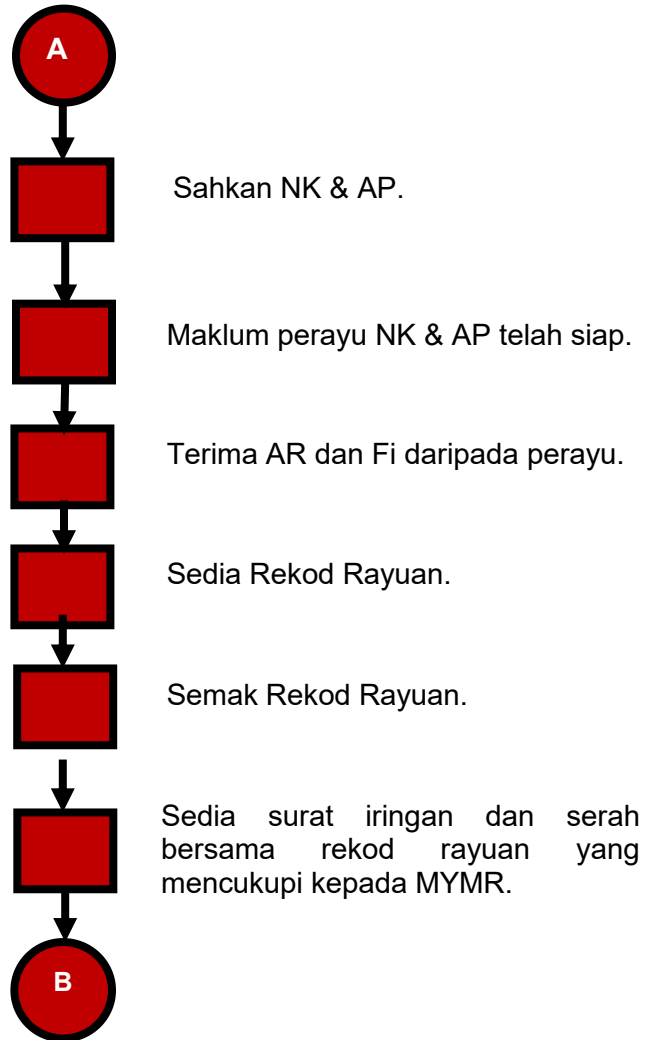 A
Sahkan NK & AP.
Maklum perayu NK & AP telah siap.
Terima AR dan Fi daripada perayu.
Sedia Rekod Rayuan.
Semak Rekod Rayuan.
Sedia surat iringan dan serah
bersama rekod rayuan yang
mencukupi kepada MYMR.
B